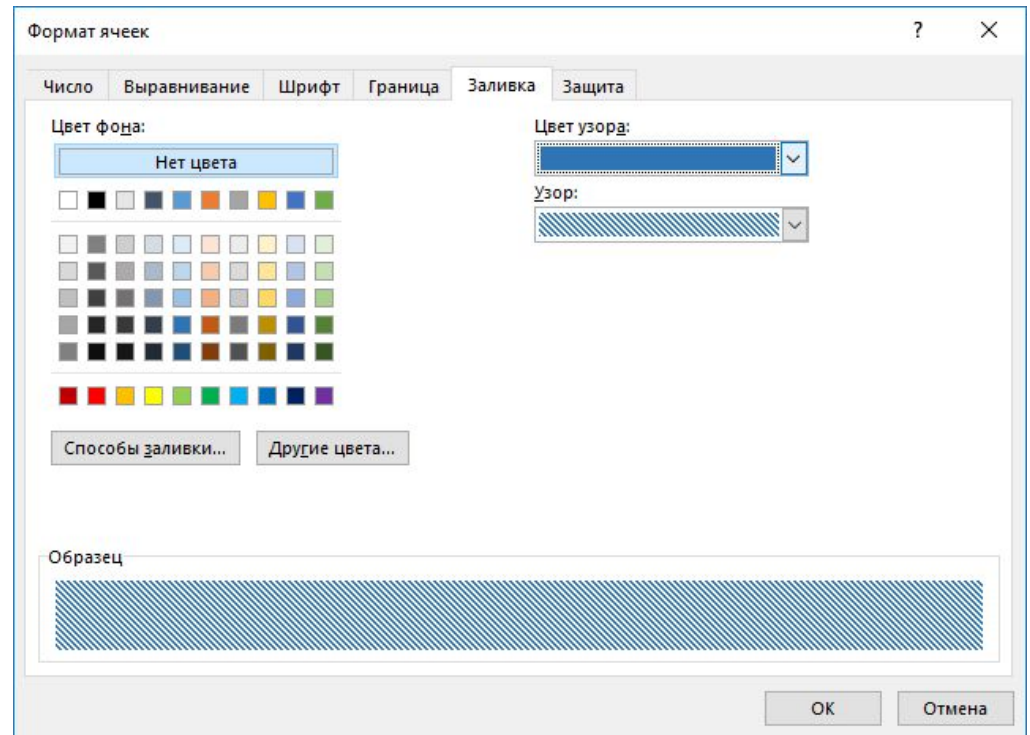 Формат ячеек
?
Число Выравнивание Шрифт Граница Заливка Защита
Цвет фона:
Нет цвета
Цвет узора:
Узор:
Способы заливки... Другие цвета...
Образец
ОК Отмена